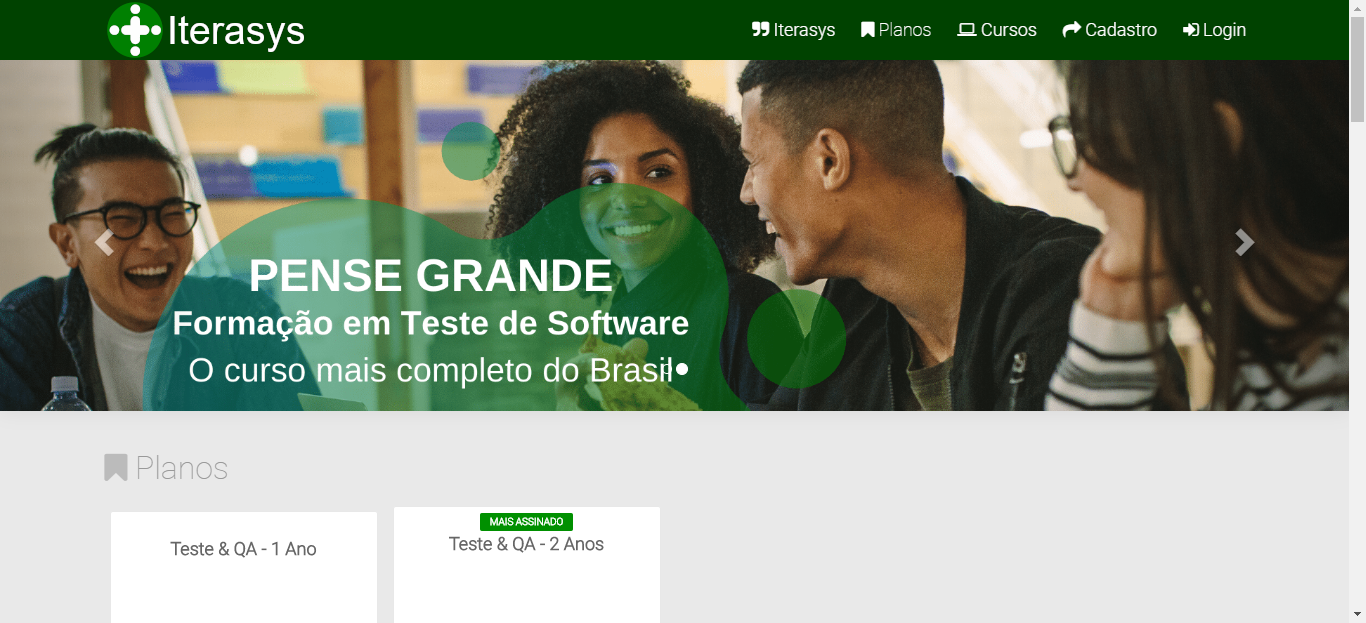 Iterasys
Iterasys Planos Cursos Cadastro Login
PENSE GRANDE
Formação em Teste de Software
O curso mais completo do Brasil
Planos
Teste & QA - 1 Ano
MAIS ASSINADO
Teste & QA - 2 Anos